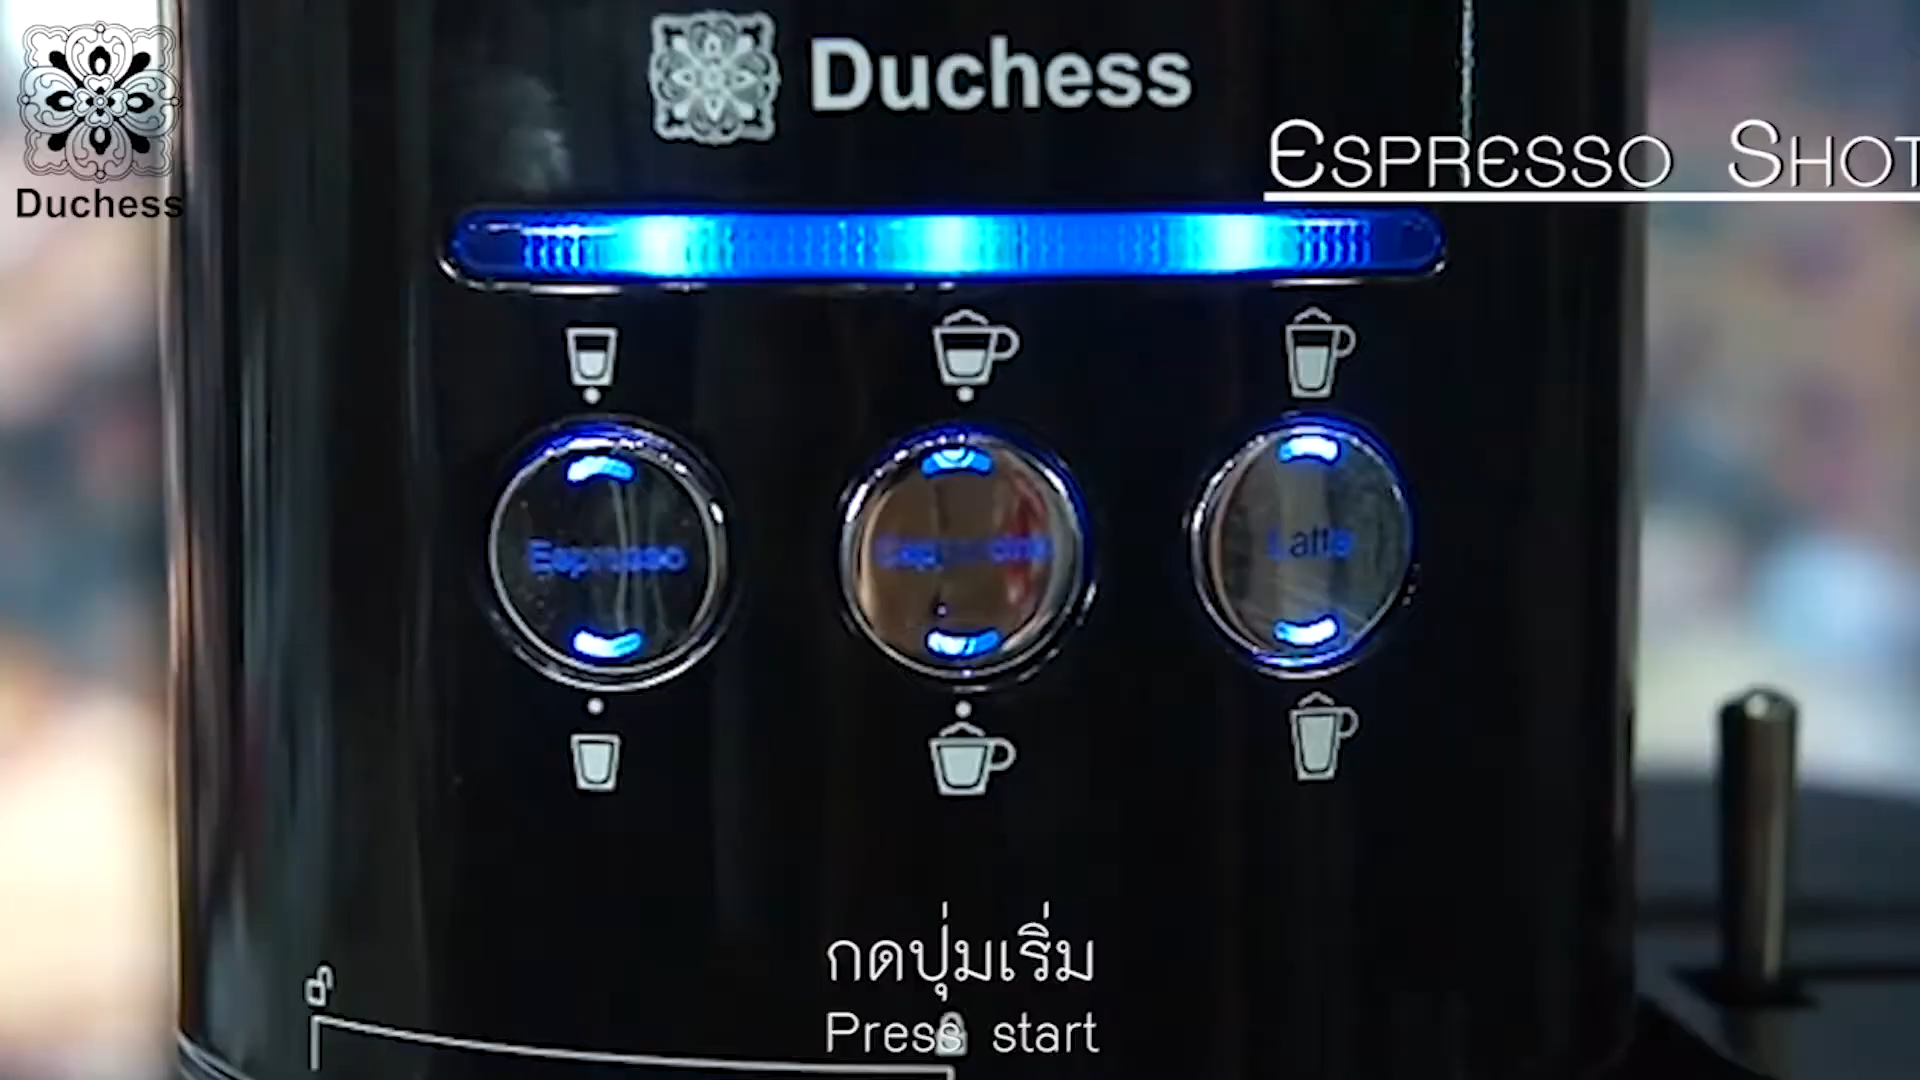 Duchess
Duchess
ESPRESSO SHOT
Espresso
Latte
กดปุ่มเริ่ม
Press start